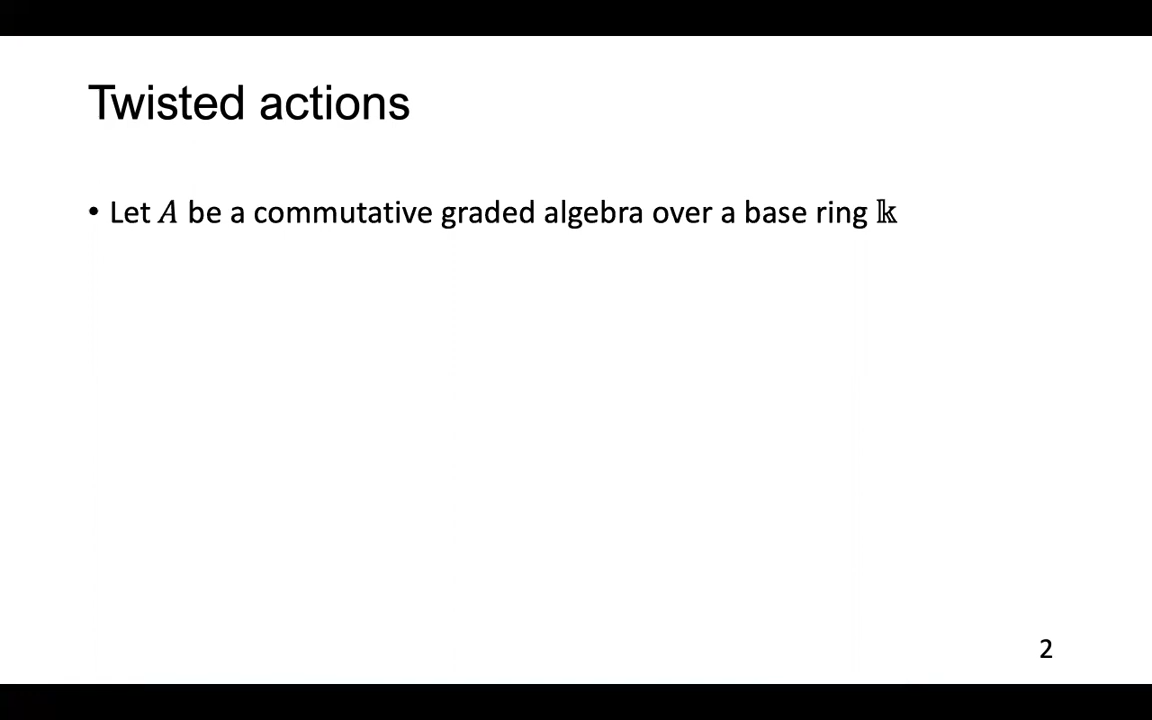 Twisted actions
• Let 𝐴 be a commutative graded algebra over a base ring 𝕜
2